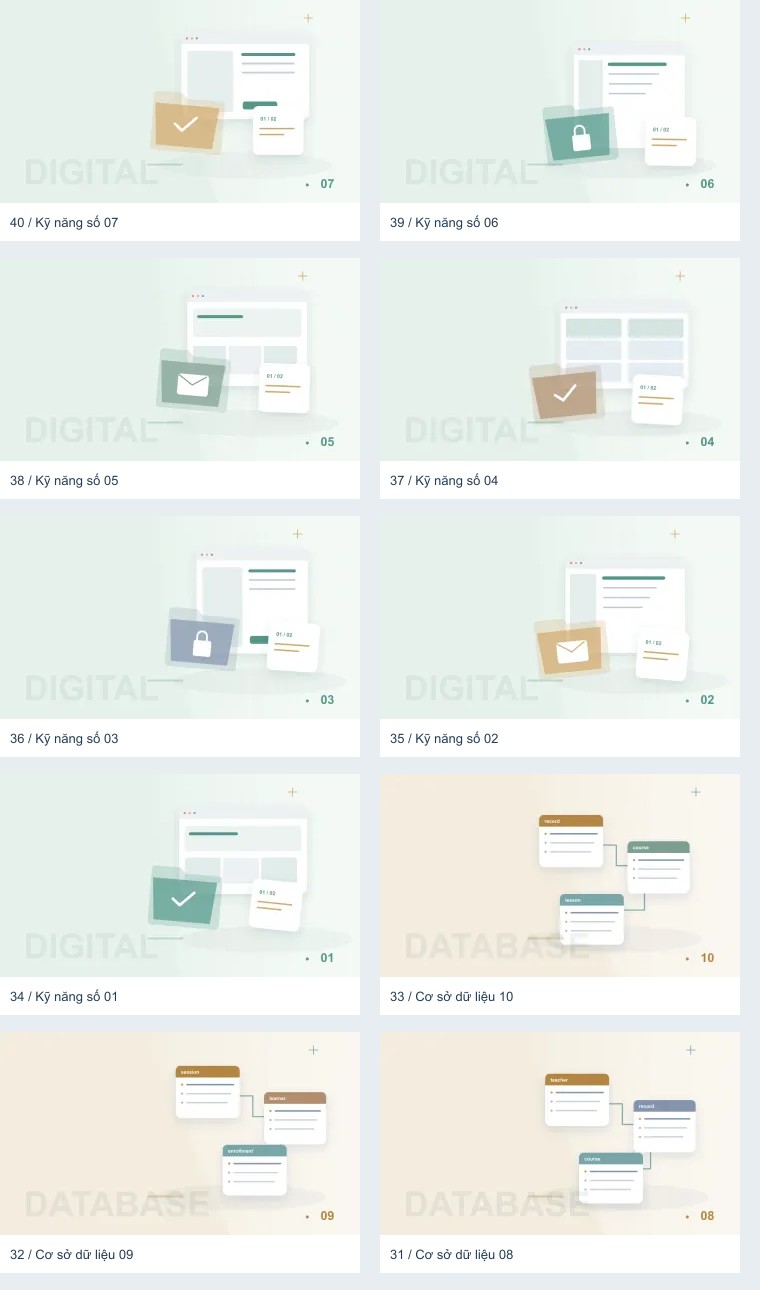 01 / 02
DIGITAL
07
40 / Kỹ năng số 07
01 / 02
DIGITAL
06
39 / Kỹ năng số 06
01 / 02
DIGITAL
05
38 / Kỹ năng số 05
01 / 02
DIGITAL
04
37 / Kỹ năng số 04
01 / 02
DIGITAL
03
36 / Kỹ năng số 03
01 / 02
DIGITAL
02
35 / Kỹ năng số 02
01 / 02
DIGITAL
01
34 / Kỹ năng số 01
record
course
lesson
DATABASE
10
33 / Cơ sở dữ liệu 10
session
learner
enrollment
DATABASE
09
32 / Cơ sở dữ liệu 09
teacher
record
course
DATABASE
08
31 / Cơ sở dữ liệu 08